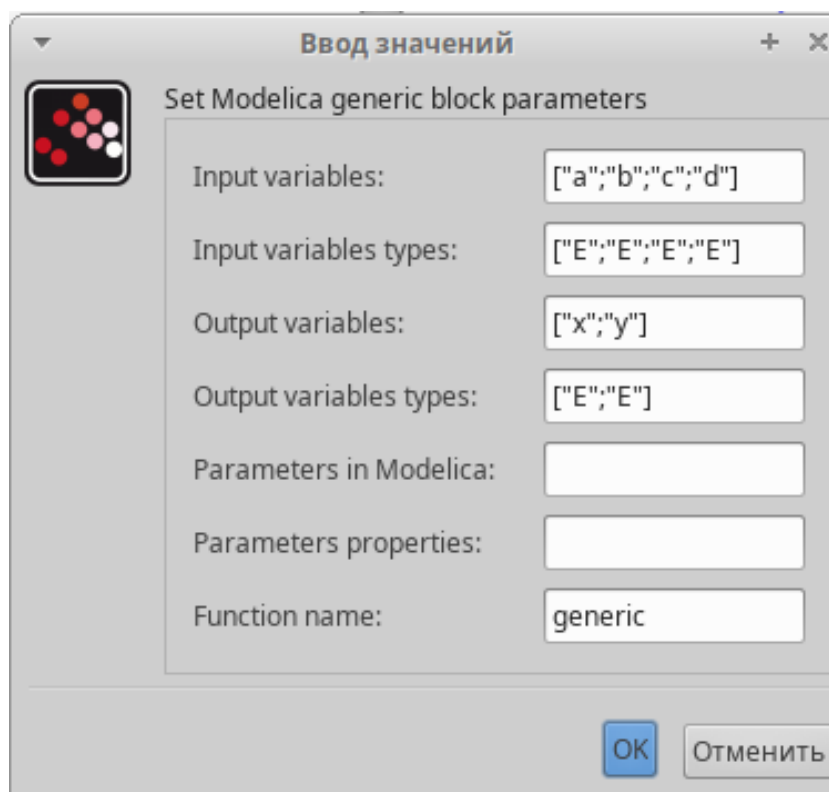 Ввод значений
Set Modelica generic block parameters
Input variables: ["a";"b";"c";"d"]
Input variables types: ["E";"E";"E";"E"]
Output variables: ["x";"y"]
Output variables types: ["E";"E"]
Parameters in Modelica:
Parameters properties:
Function name: generic
OK Отменить